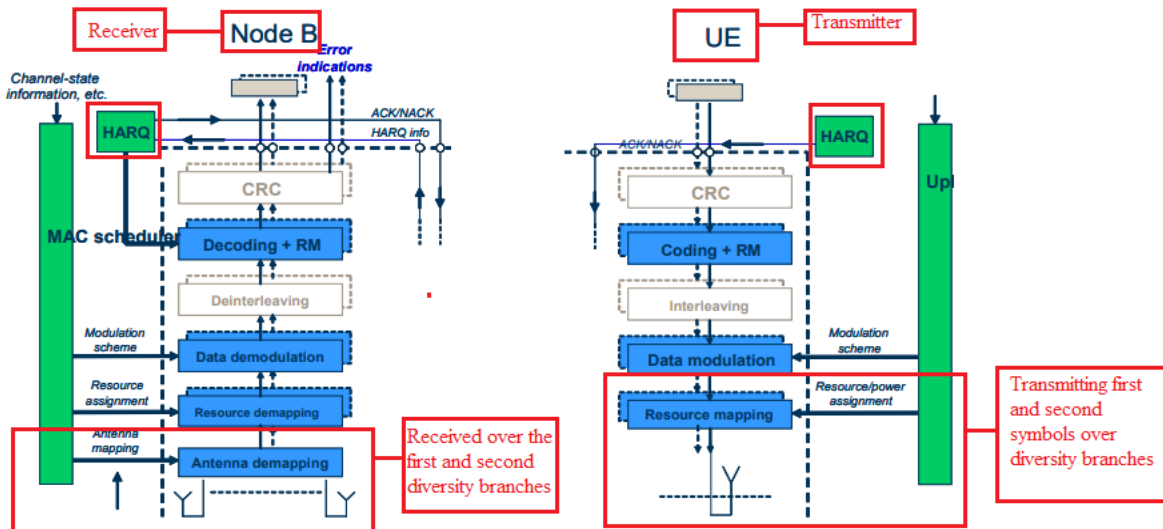 Receiver
Node B
UE
Transmitter
Error
indications
Channel-state
information, etc.
HARQ
ACK/NACK
HARQ info
ACK/NACK
HARQ
CRC
CRC
Upl
MAC scheduler
Decoding + RM
Coding + RM
Deinterleaving
Interleaving
Modulation
scheme
Data demodulation
Data modulation
Modulation
scheme
Resource
assignment
Resource demapping
Resource mapping
Resource/power
assignment
Transmitting first
and second
symbols over
diversity branches
Antenna
mapping
Antenna demapping
Received over the
first and second
diversity branches